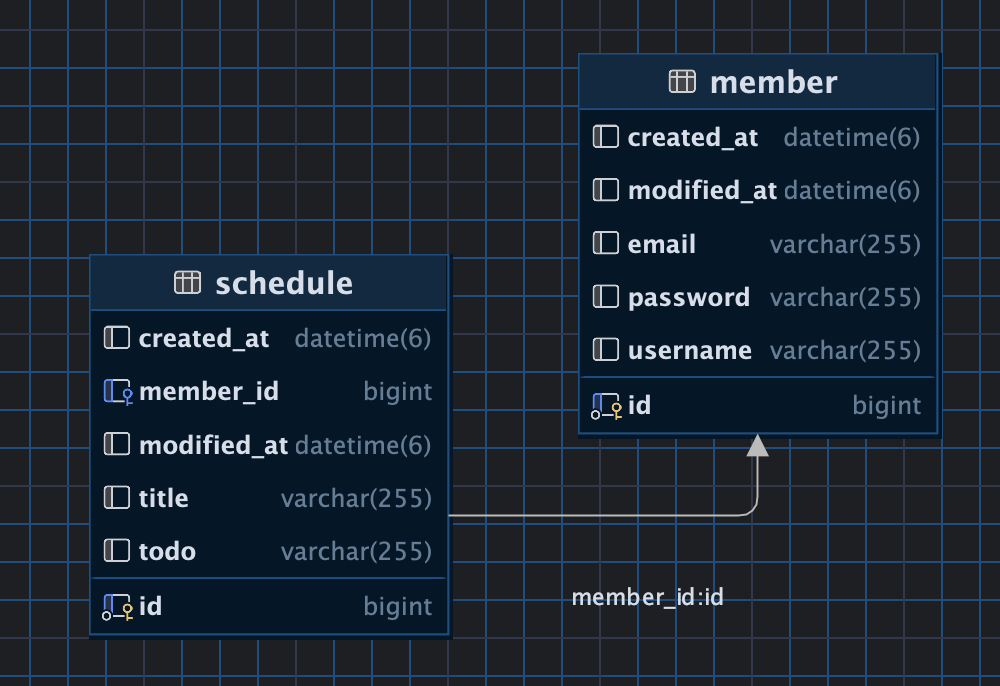 member
created_at datetime(6)
modified_at datetime(6)
email varchar(255)
password varchar(255)
username varchar(255)
id bigint
schedule
created_at datetime(6)
member_id bigint
modified_at datetime(6)
title varchar(255)
todo varchar(255)
id bigint
member_id:id